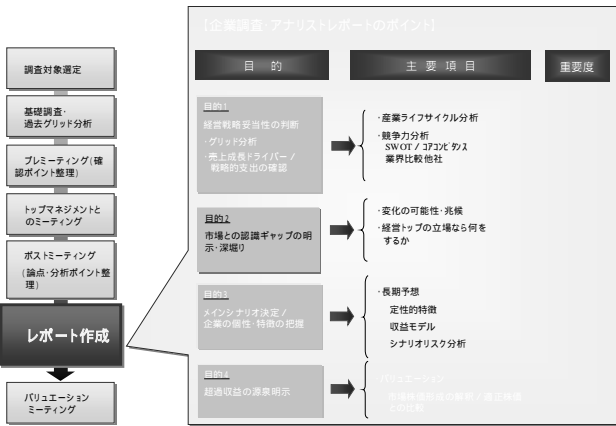 [企業調査・アナリストレポートのポイント]
調査対象選定
基礎調査・
過去グリッド分析
プレミーティング(確
認ポイント整理)
トップマネジメントと
のミーティング
ポストミーティング
(論点・分析ポイント整
理)
レポート作成
バリュエーション
ミーティング
目的
主要項目
重要度
目的1
経営戦略妥当性の判断
・グリッド分析
・売上成長ドライバー/
戦略的支出の確認
・産業ライフサイクル分析
・競争力分析
SWOT / コアコンピタンス
業界比較他社
目的2
市場との認識ギャップの明
示・深堀り
・変化の可能性・兆候
・経営トップの立場なら何を
するか
目的3
メインシナリオ決定/
企業の個性・特徴の把握
・長期予想
定性的特徴
収益モデル
シナリオリスク分析
目的4
超過収益の源泉明示
・バリュエーション
市場株価形成の解釈/適正株価
との比較